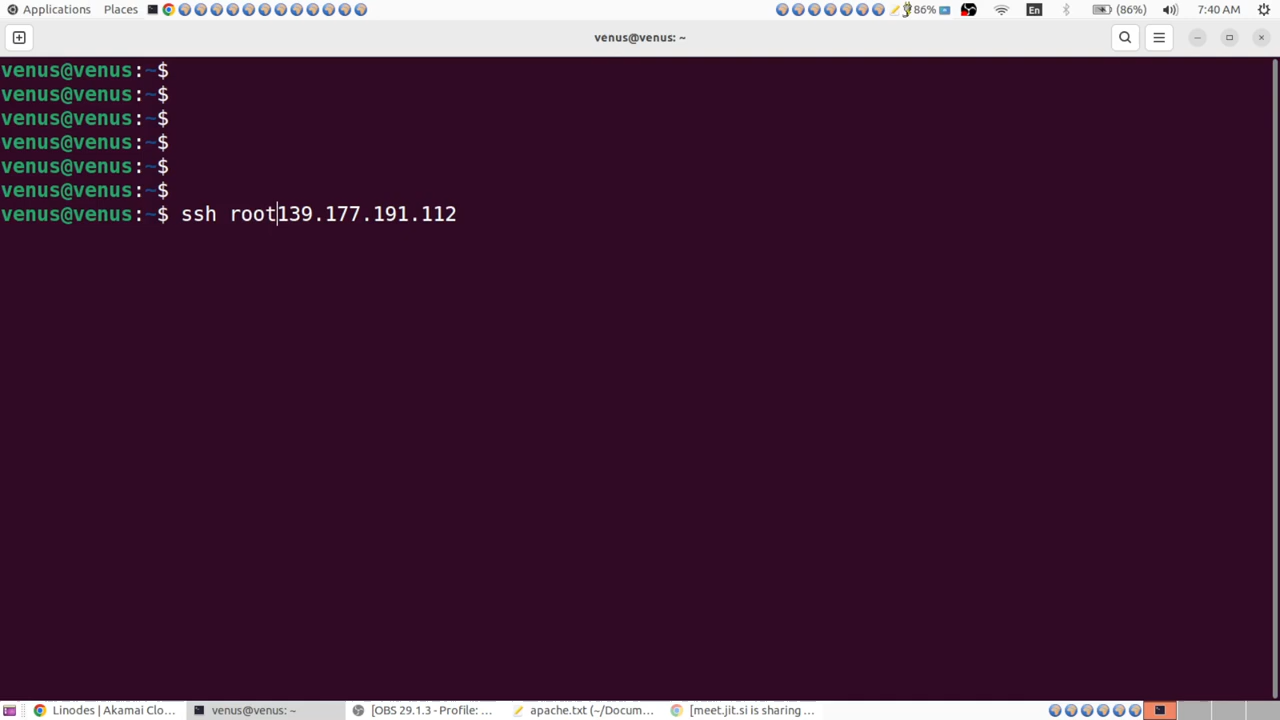 Applications Places 86% En (86%) 7:40 AM
venus@venus: ~
venus@venus:~$
venus@venus:~$
venus@venus:~$
venus@venus:~$
venus@venus:~$
venus@venus:~$
venus@venus:~$ ssh root139.177.191.112
Linodes | Akamai Clo... venus@venus: ~ [OBS 29.1.3 - Profile: ... apache.txt (~/Docum... [meet.jit.si is sharing ...